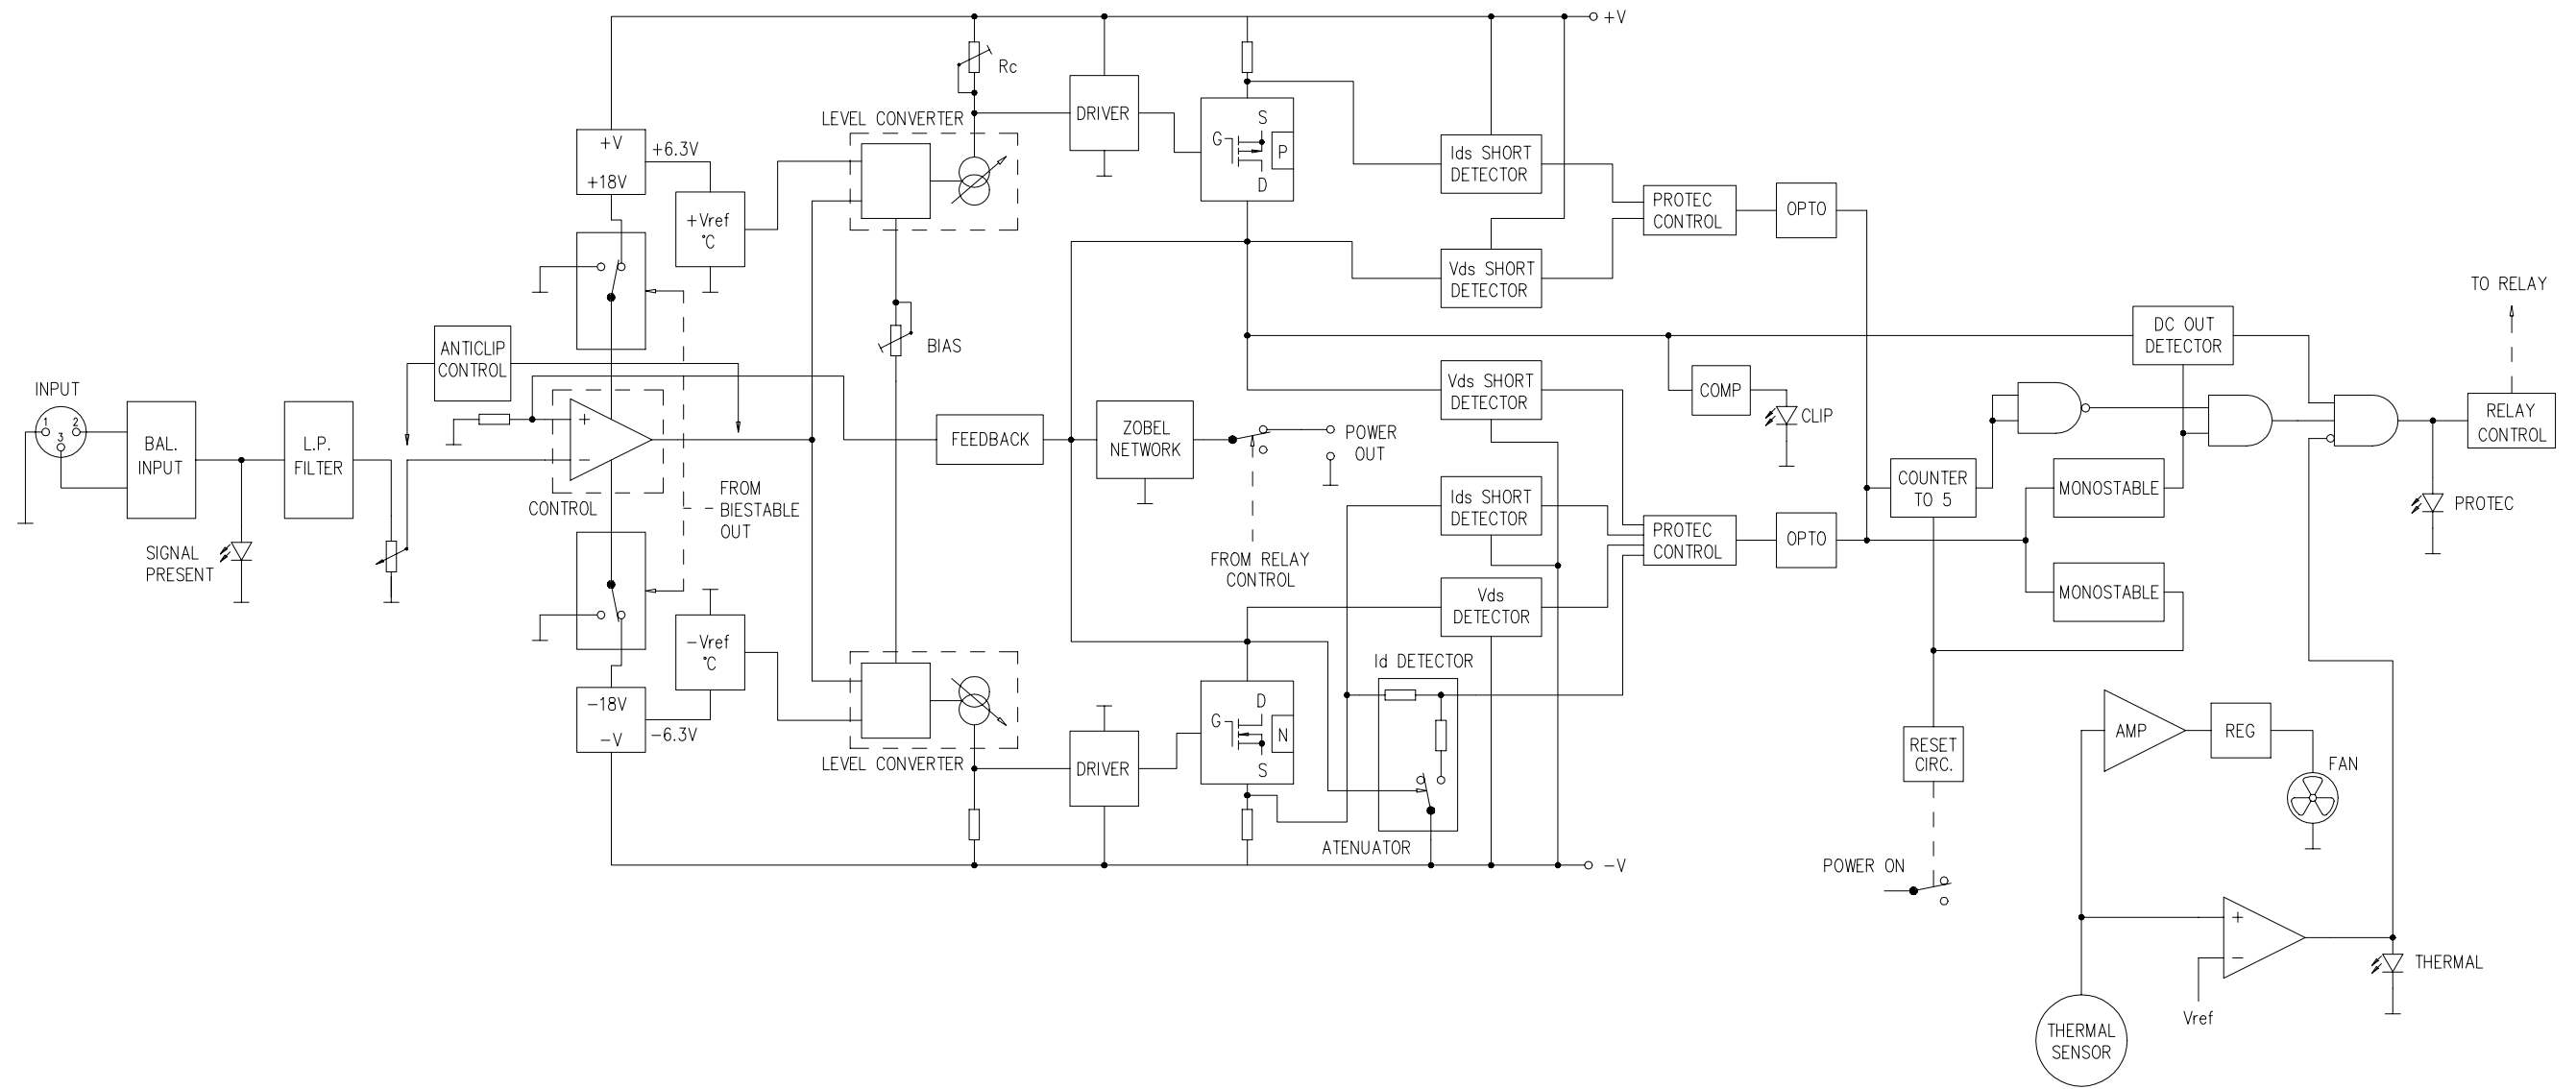 INPUT
1
2
3
BAL.
INPUT
SIGNAL
PRESENT
L.P.
FILTER
ANTICLIP
CONTROL
+V
+18V
+6.3V
+Vref
°C
+
−
CONTROL
FROM
BIESTABLE
OUT
−Vref
°C
−18V
−V
−6.3V
LEVEL CONVERTER
Rc
BIAS
LEVEL CONVERTER
DRIVER
DRIVER
FEEDBACK
ZOBEL
NETWORK
POWER
OUT
FROM RELAY
CONTROL
S
G
P
D
D
G
N
S
+V
Ids SHORT
DETECTOR
Vds SHORT
DETECTOR
Vds SHORT
DETECTOR
Ids SHORT
DETECTOR
Vds
DETECTOR
Id DETECTOR
ATENUATOR
−V
PROTEC
CONTROL
OPTO
PROTEC
CONTROL
OPTO
COMP
CLIP
COUNTER
TO 5
MONOSTABLE
MONOSTABLE
RESET
CIRC.
POWER ON
DC OUT
DETECTOR
TO RELAY
RELAY
CONTROL
PROTEC
AMP
REG
FAN
+
−
Vref
THERMAL
THERMAL
SENSOR